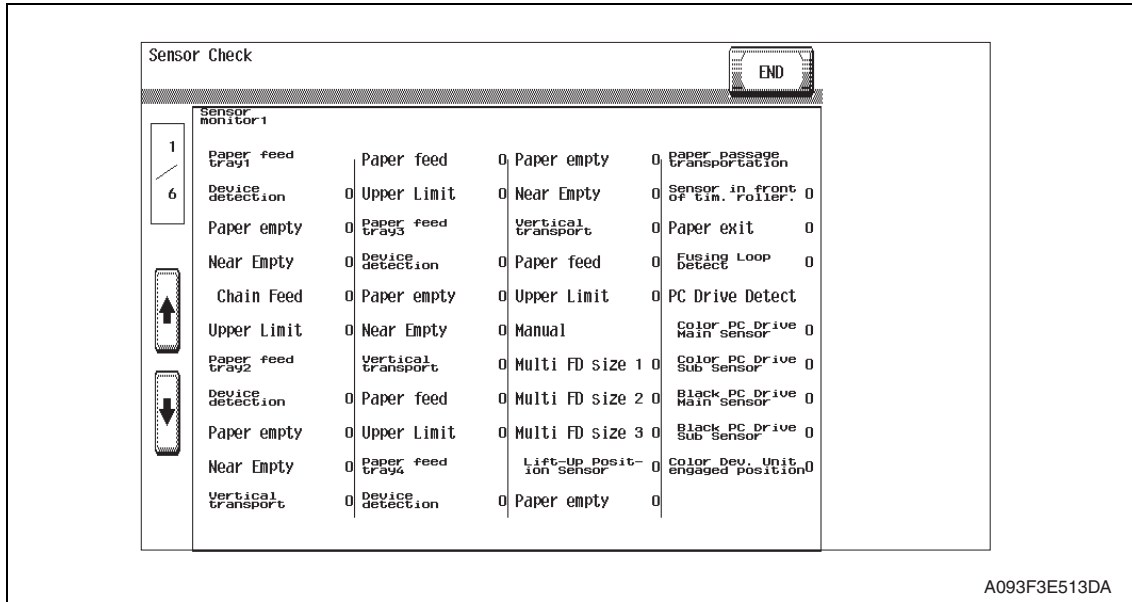 Sensor Check
END
Sensor
monitor1
1
/
6
Paper feed
tray1
Device
detection 0
Paper empty 0
Near Empty 0
Chain Feed 0
Upper Limit 0
Paper feed
tray2
Device
detection 0
Paper empty 0
Near Empty 0
Vertical
transport 0
Paper feed 0
Upper Limit 0
Paper feed
tray3
Device
detection 0
Paper empty 0
Near Empty 0
Vertical
transport 0
Paper feed 0
Upper Limit 0
Paper feed
tray4
Device
detection 0
Paper empty 0
Near Empty 0
Vertical
transport 0
Paper feed 0
Upper Limit 0
Manual
Multi FD size 1 0
Multi FD size 2 0
Multi FD size 3 0
Lift-Up Posit-
ion Sensor 0
Paper empty 0
Paper passage
transportation
Sensor in front
of tim. roller. 0
Paper exit 0
Fusing Loop
Detect 0
PC Drive Detect
Color PC Drive
Main Sensor 0
Color PC Drive
Sub Sensor 0
Black PC Drive
Main Sensor 0
Black PC Drive
Sub Sensor 0
Color Dev. Unit
engaged position 0
A093F3E513DA